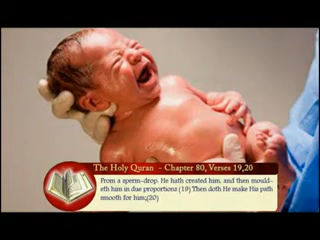 The Holy Quran - Chapter 80, Verses 19,20
From a sperm-drop. He hath created him, and then mould-
eth him in due proportions (19) Then doth He make His path
smooth for him;(20)